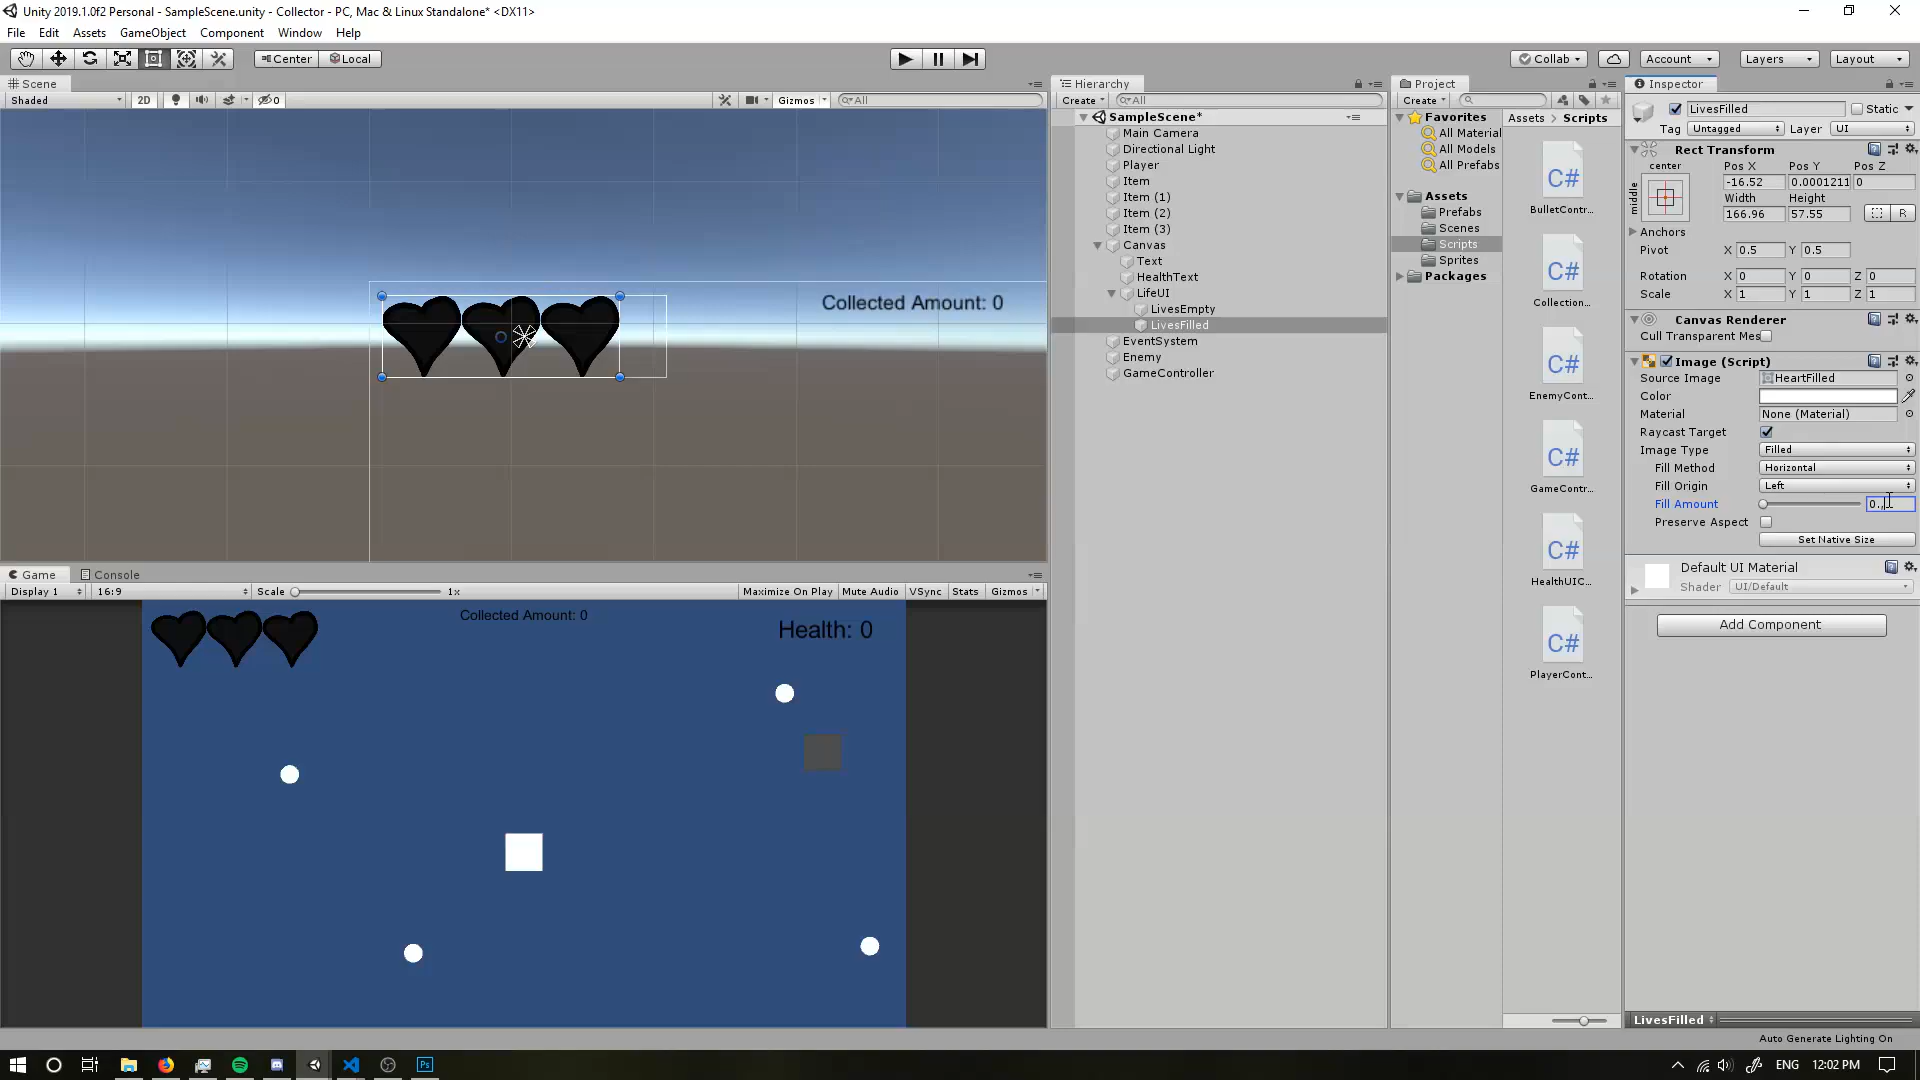 Unity 2019.1.0f2 Personal - SampleScene.unity - Collector - PC, Mac & Linux Standalone* <DX11>
File Edit Assets GameObject Component Window Help
Center Local
Collab Account Layers Layout
Scene
Shaded 2D 0 Gizmos All
Collected Amount: 0
Game Console
Display 1 16:9 Scale 1x Maximize On Play Mute Audio VSync Stats Gizmos
Collected Amount: 0
Health: 0
Hierarchy
Create All
SampleScene*
Main Camera
Directional Light
Player
Item
Item (1)
Item (2)
Item (3)
Canvas
Text
HealthText
LifeUI
LivesEmpty
LivesFilled
EventSystem
Enemy
GameController
Project
Create
Favorites
All Material
All Models
All Prefabs
Assets
Prefabs
Scenes
Scripts
Sprites
Packages
Assets > Scripts
C#
BulletContr...
C#
Collection...
C#
EnemyCont...
C#
GameContr...
C#
HealthUIC...
C#
PlayerCont...
Inspector
LivesFilled Static
Tag Untagged Layer UI
Rect Transform
center Pos X Pos Y Pos Z
middle -16.52 0.0001211 0
Width Height
166.96 57.55 R
Anchors
Pivot X 0.5 Y 0.5
Rotation X 0 Y 0 Z 0
Scale X 1 Y 1 Z 1
Canvas Renderer
Cull Transparent Mes
Image (Script)
Source Image HeartFilled
Color
Material None (Material)
Raycast Target
Image Type Filled
Fill Method Horizontal
Fill Origin Left
Fill Amount
Preserve Aspect
Set Native Size
Default UI Material
Shader UI/Default
Add Component
LivesFilled
Auto Generate Lighting On
Ps ENG 12:02 PM